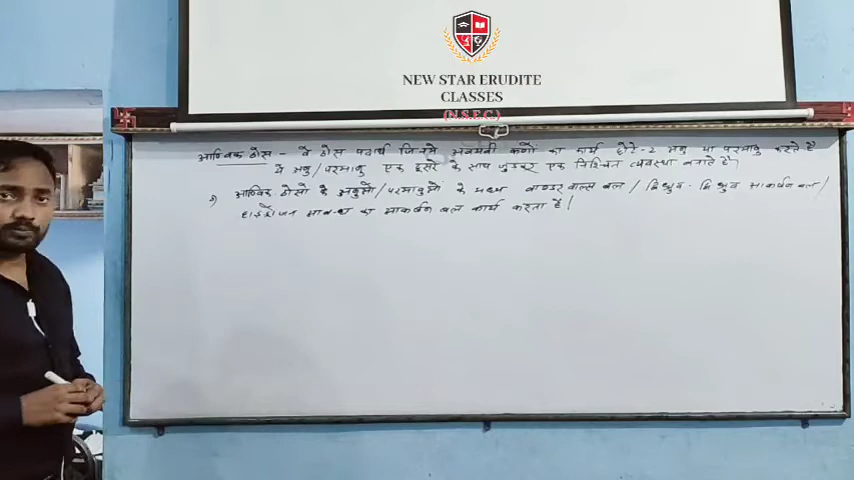 NEW STAR ERUDITE
CLASSES
(N.S.E.C.)
आण्विक ठोस - वे ठोस पदार्थ जिनमे अवयवी कणों का कार्य छोटे-2 अणु या परमाणु करते हैं
ये अणु/परमाणु एक दूसरे के साथ जुड़कर एक निश्चित व्यवस्था बनाते है।
आण्विक ठोसो के अणुओं/परमाणुओं के मध्य वाण्डरवाल्स बल/द्विध्रुव-द्विध्रुव आकर्षण बल/
हाइड्रोजन आबन्ध का आकर्षण बल कार्य करता है।